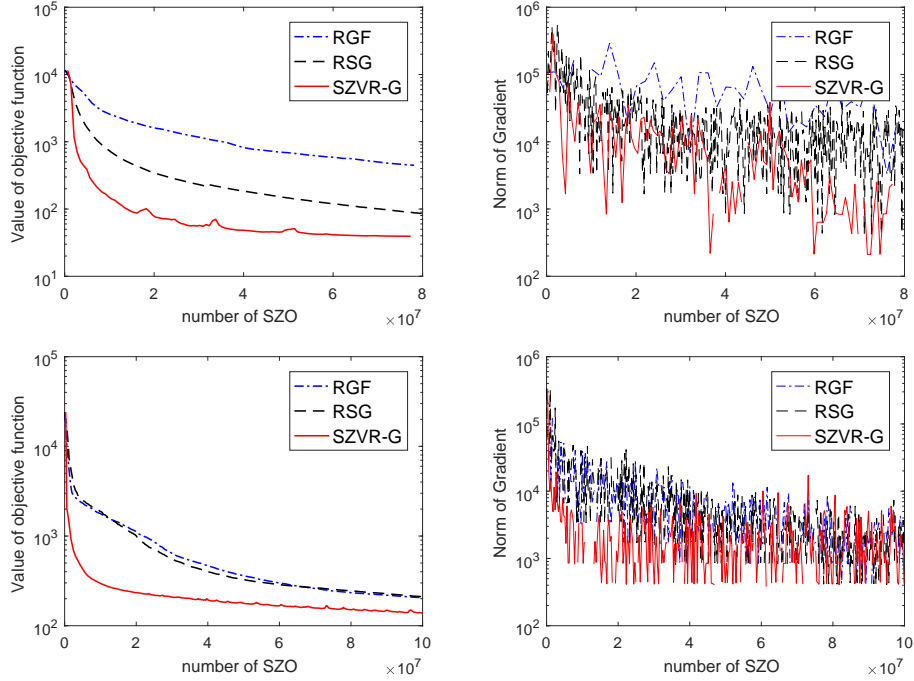 10^5
10^4
10^3
10^2
10^1
Value of objective function
RGF
RSG
SZVR-G
0 2 4 6 8
number of SZO
×10^7
10^6
10^5
10^4
10^3
10^2
Norm of Gradient
RGF
RSG
SZVR-G
0 2 4 6 8
number of SZO
×10^7
10^5
10^4
10^3
10^2
Value of objective function
RGF
RSG
SZVR-G
0 2 4 6 8 10
number of SZO
×10^7
10^6
10^5
10^4
10^3
10^2
Norm of Gradient
RGF
RSG
SZVR-G
0 2 4 6 8 10
number of SZO
×10^7